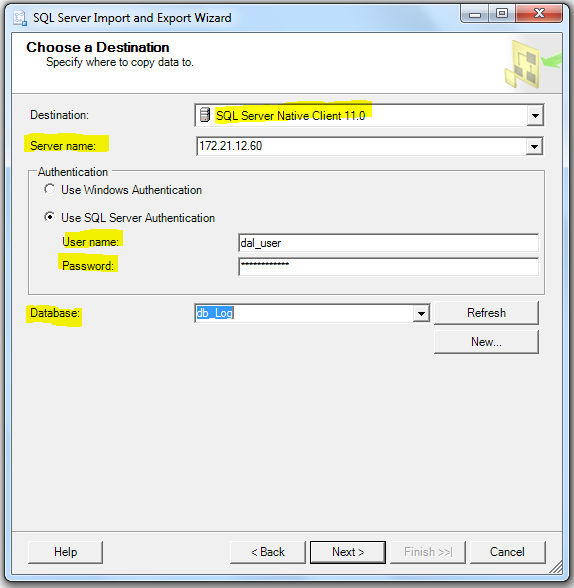 SQL Server Import and Export Wizard
Choose a Destination
Specify where to copy data to.
Destination: SQL Server Native Client 11.0
Server name: 172.21.12.60
Authentication
Use Windows Authentication
Use SQL Server Authentication
User name: dal_user
Password: ************
Database: db_Log Refresh
New...
Help < Back Next > Finish >>| Cancel